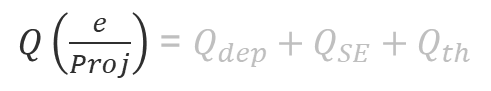 Q(e/Proj.) = Q_dep + Q_SE + Q_th